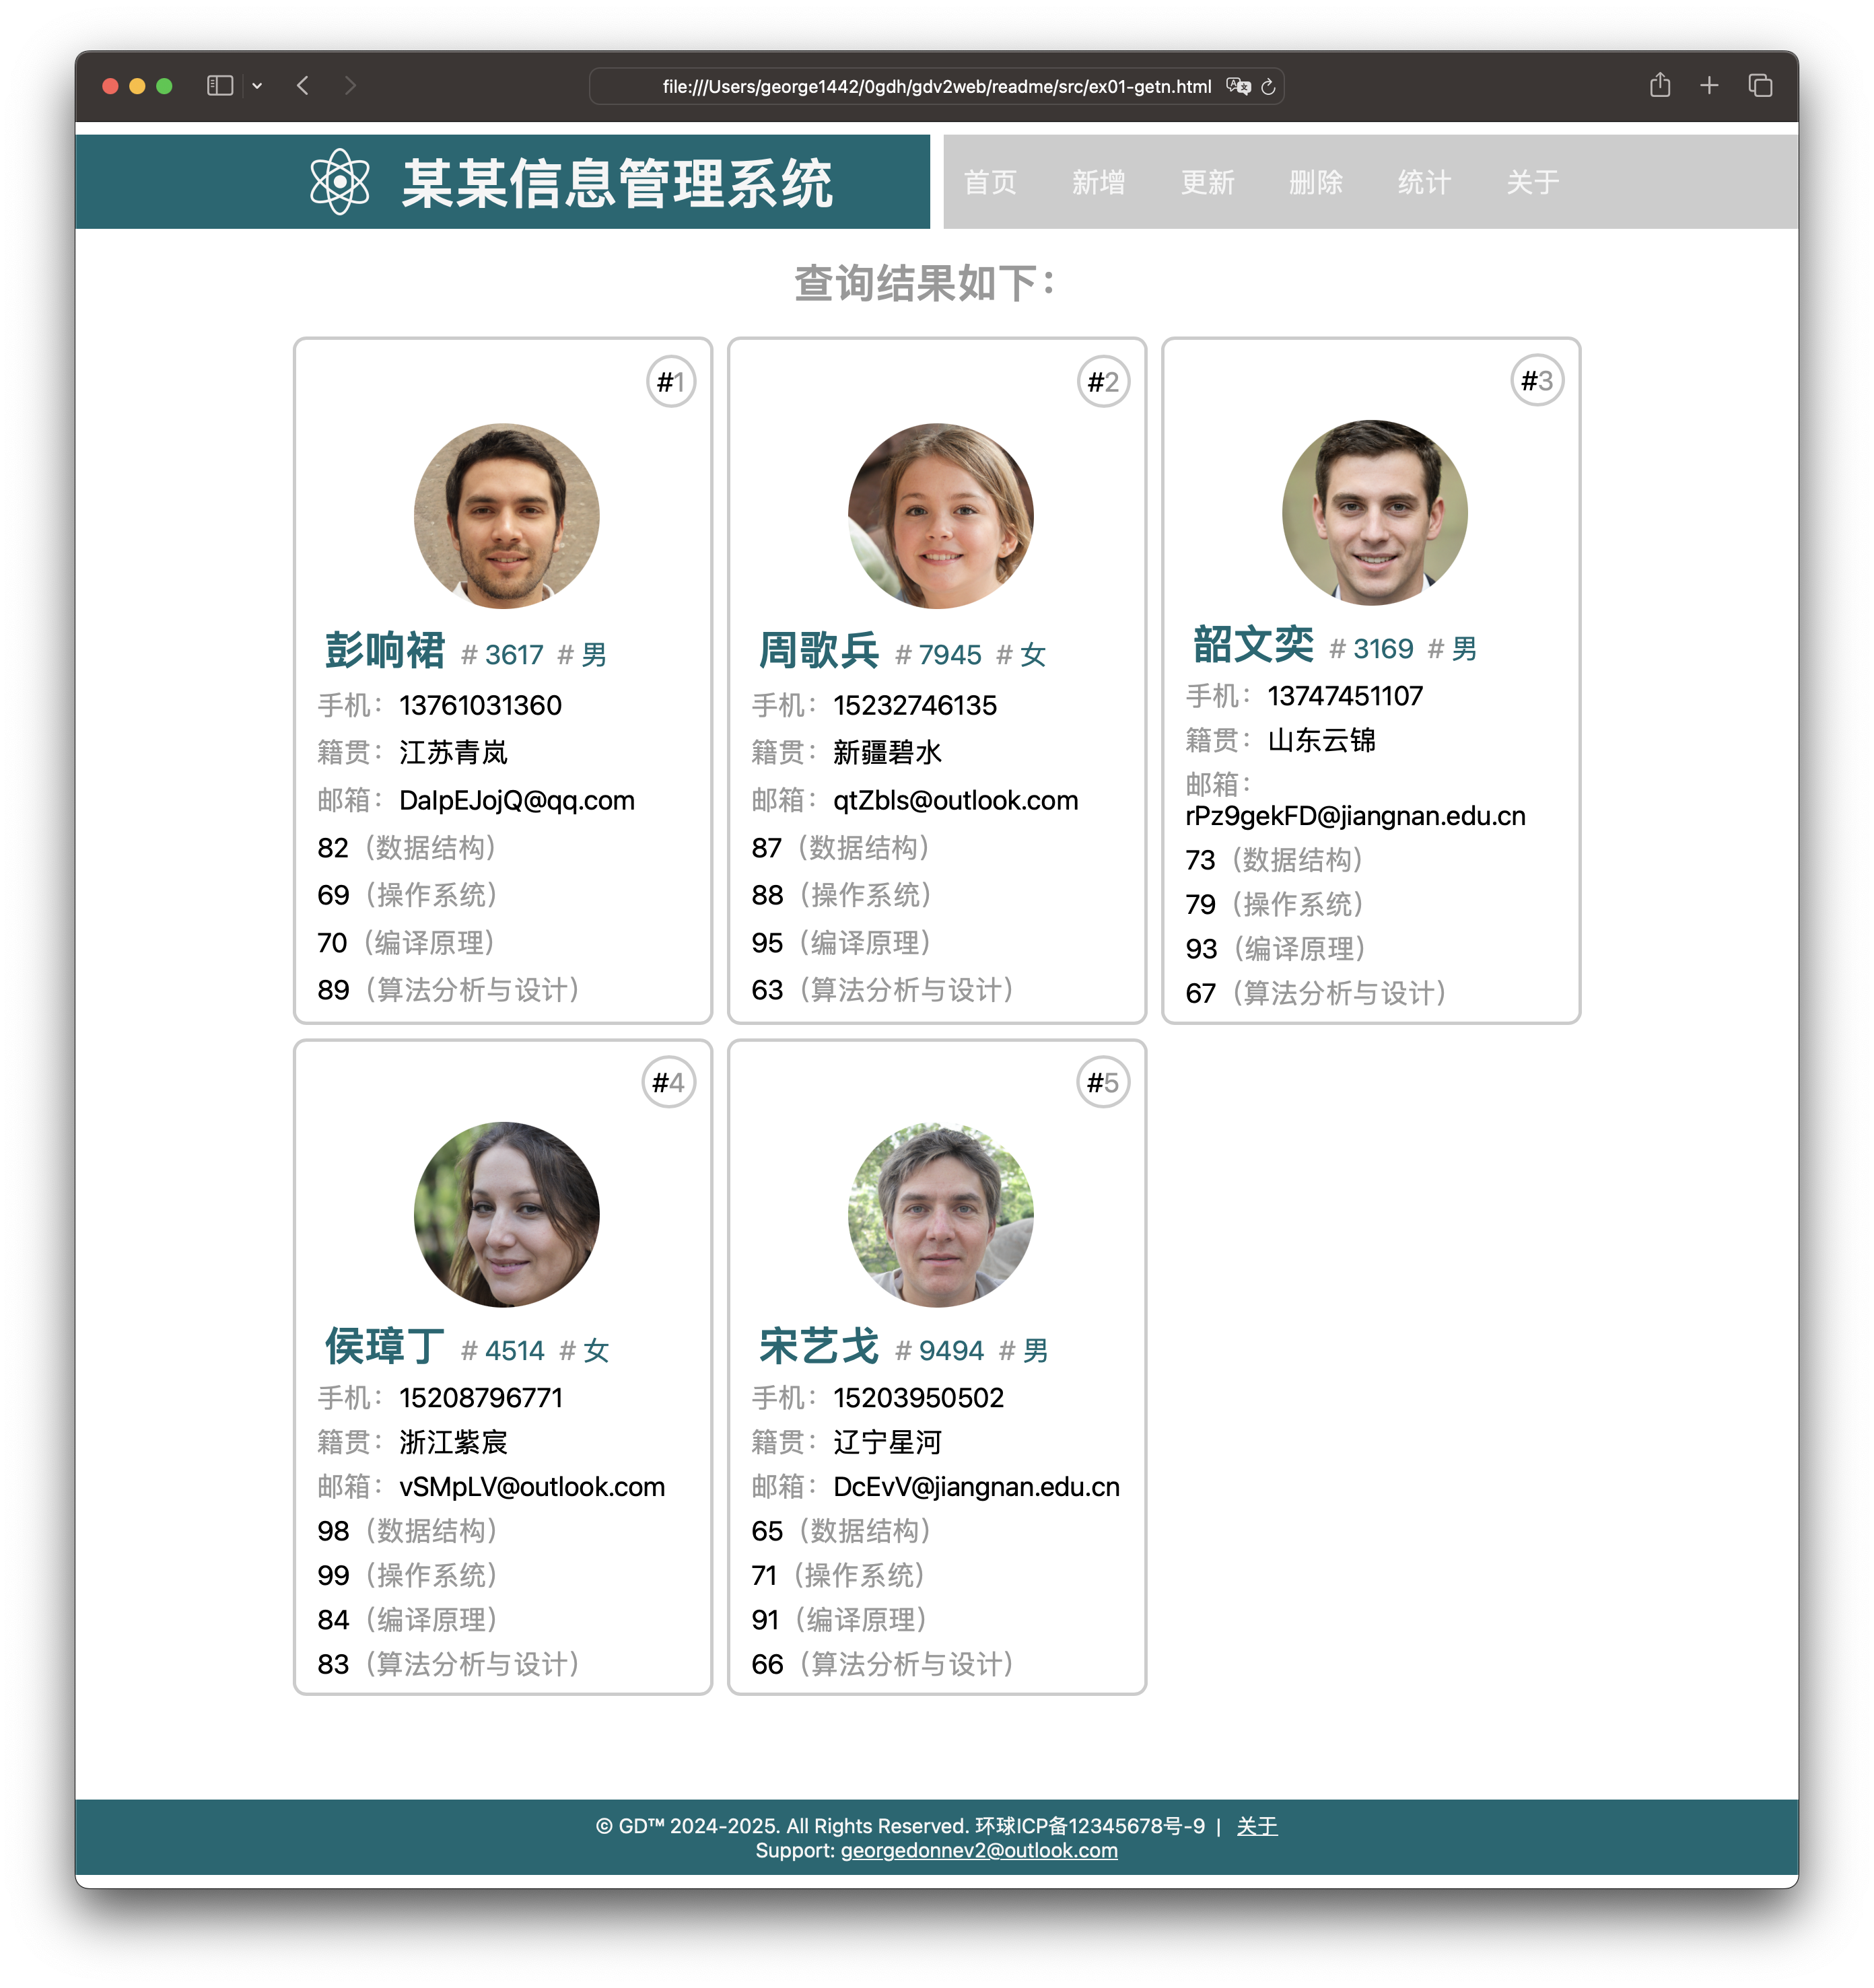 file:///Users/george1442/0gdh/gdv2web/readme/src/ex01-getn.html
某某信息管理系统
首页 新增 更新 删除 统计 关于
查询结果如下：
#1
彭响裙 # 3617 # 男
手机：13761031360
籍贯：江苏青岚
邮箱：DaIpEJojQ@qq.com
82（数据结构）
69（操作系统）
70（编译原理）
89（算法分析与设计）
#2
周歌兵 # 7945 # 女
手机：15232746135
籍贯：新疆碧水
邮箱：qtZbls@outlook.com
87（数据结构）
88（操作系统）
95（编译原理）
63（算法分析与设计）
#3
韶文奕 # 3169 # 男
手机：13747451107
籍贯：山东云锦
邮箱：
rPz9gekFD@jiangnan.edu.cn
73（数据结构）
79（操作系统）
93（编译原理）
67（算法分析与设计）
#4
侯璋丁 # 4514 # 女
手机：15208796771
籍贯：浙江紫宸
邮箱：vSMpLV@outlook.com
98（数据结构）
99（操作系统）
84（编译原理）
83（算法分析与设计）
#5
宋艺戈 # 9494 # 男
手机：15203950502
籍贯：辽宁星河
邮箱：DcEvV@jiangnan.edu.cn
65（数据结构）
71（操作系统）
91（编译原理）
66（算法分析与设计）
© GD™ 2024-2025. All Rights Reserved. 环球ICP备12345678号-9 | 关于
Support: georgedonnev2@outlook.com